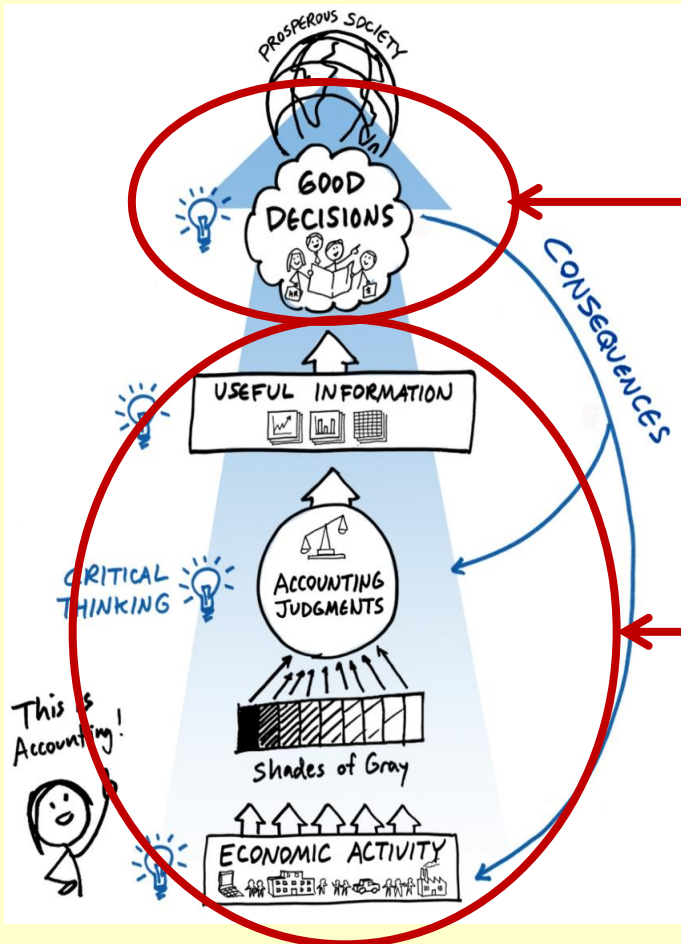 PROSPEROUS SOCIETY
GOOD
DECISIONS
HR
$
CONSEQUENCES
USEFUL INFORMATION
CRITICAL
THINKING
ACCOUNTING
JUDGMENTS
This is
Accounting!
Shades of Gray
ECONOMIC ACTIVITY